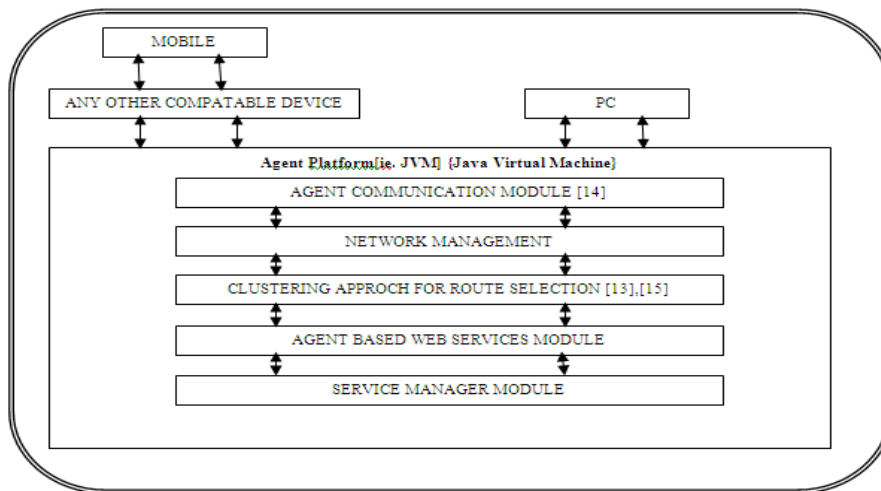 MOBILE
ANY OTHER COMPATABLE DEVICE
PC
Agent Platform[ie. JVM] {Java Virtual Machine}
AGENT COMMUNICATION MODULE [14]
NETWORK MANAGEMENT
CLUSTERING APPROCH FOR ROUTE SELECTION [13],[15]
AGENT BASED WEB SERVICES MODULE
SERVICE MANAGER MODULE